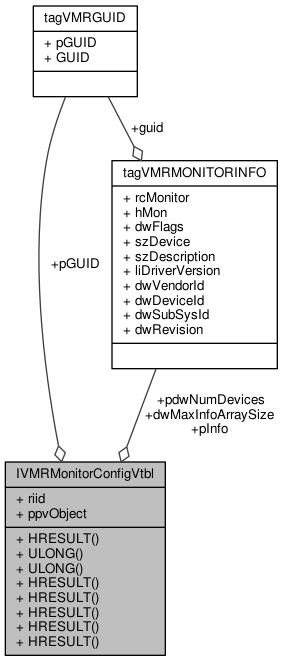 tagVMRGUID
+ pGUID
+ GUID
+guid
tagVMRMONITORINFO
+ rcMonitor
+ hMon
+ dwFlags
+ szDevice
+ szDescription
+ liDriverVersion
+ dwVendorId
+ dwDeviceId
+ dwSubSysId
+ dwRevision
+pGUID
+pdwNumDevices
+dwMaxInfoArraySize
+pInfo
IVMRMonitorConfigVtbl
+ riid
+ ppvObject
+ HRESULT()
+ ULONG()
+ ULONG()
+ HRESULT()
+ HRESULT()
+ HRESULT()
+ HRESULT()
+ HRESULT()